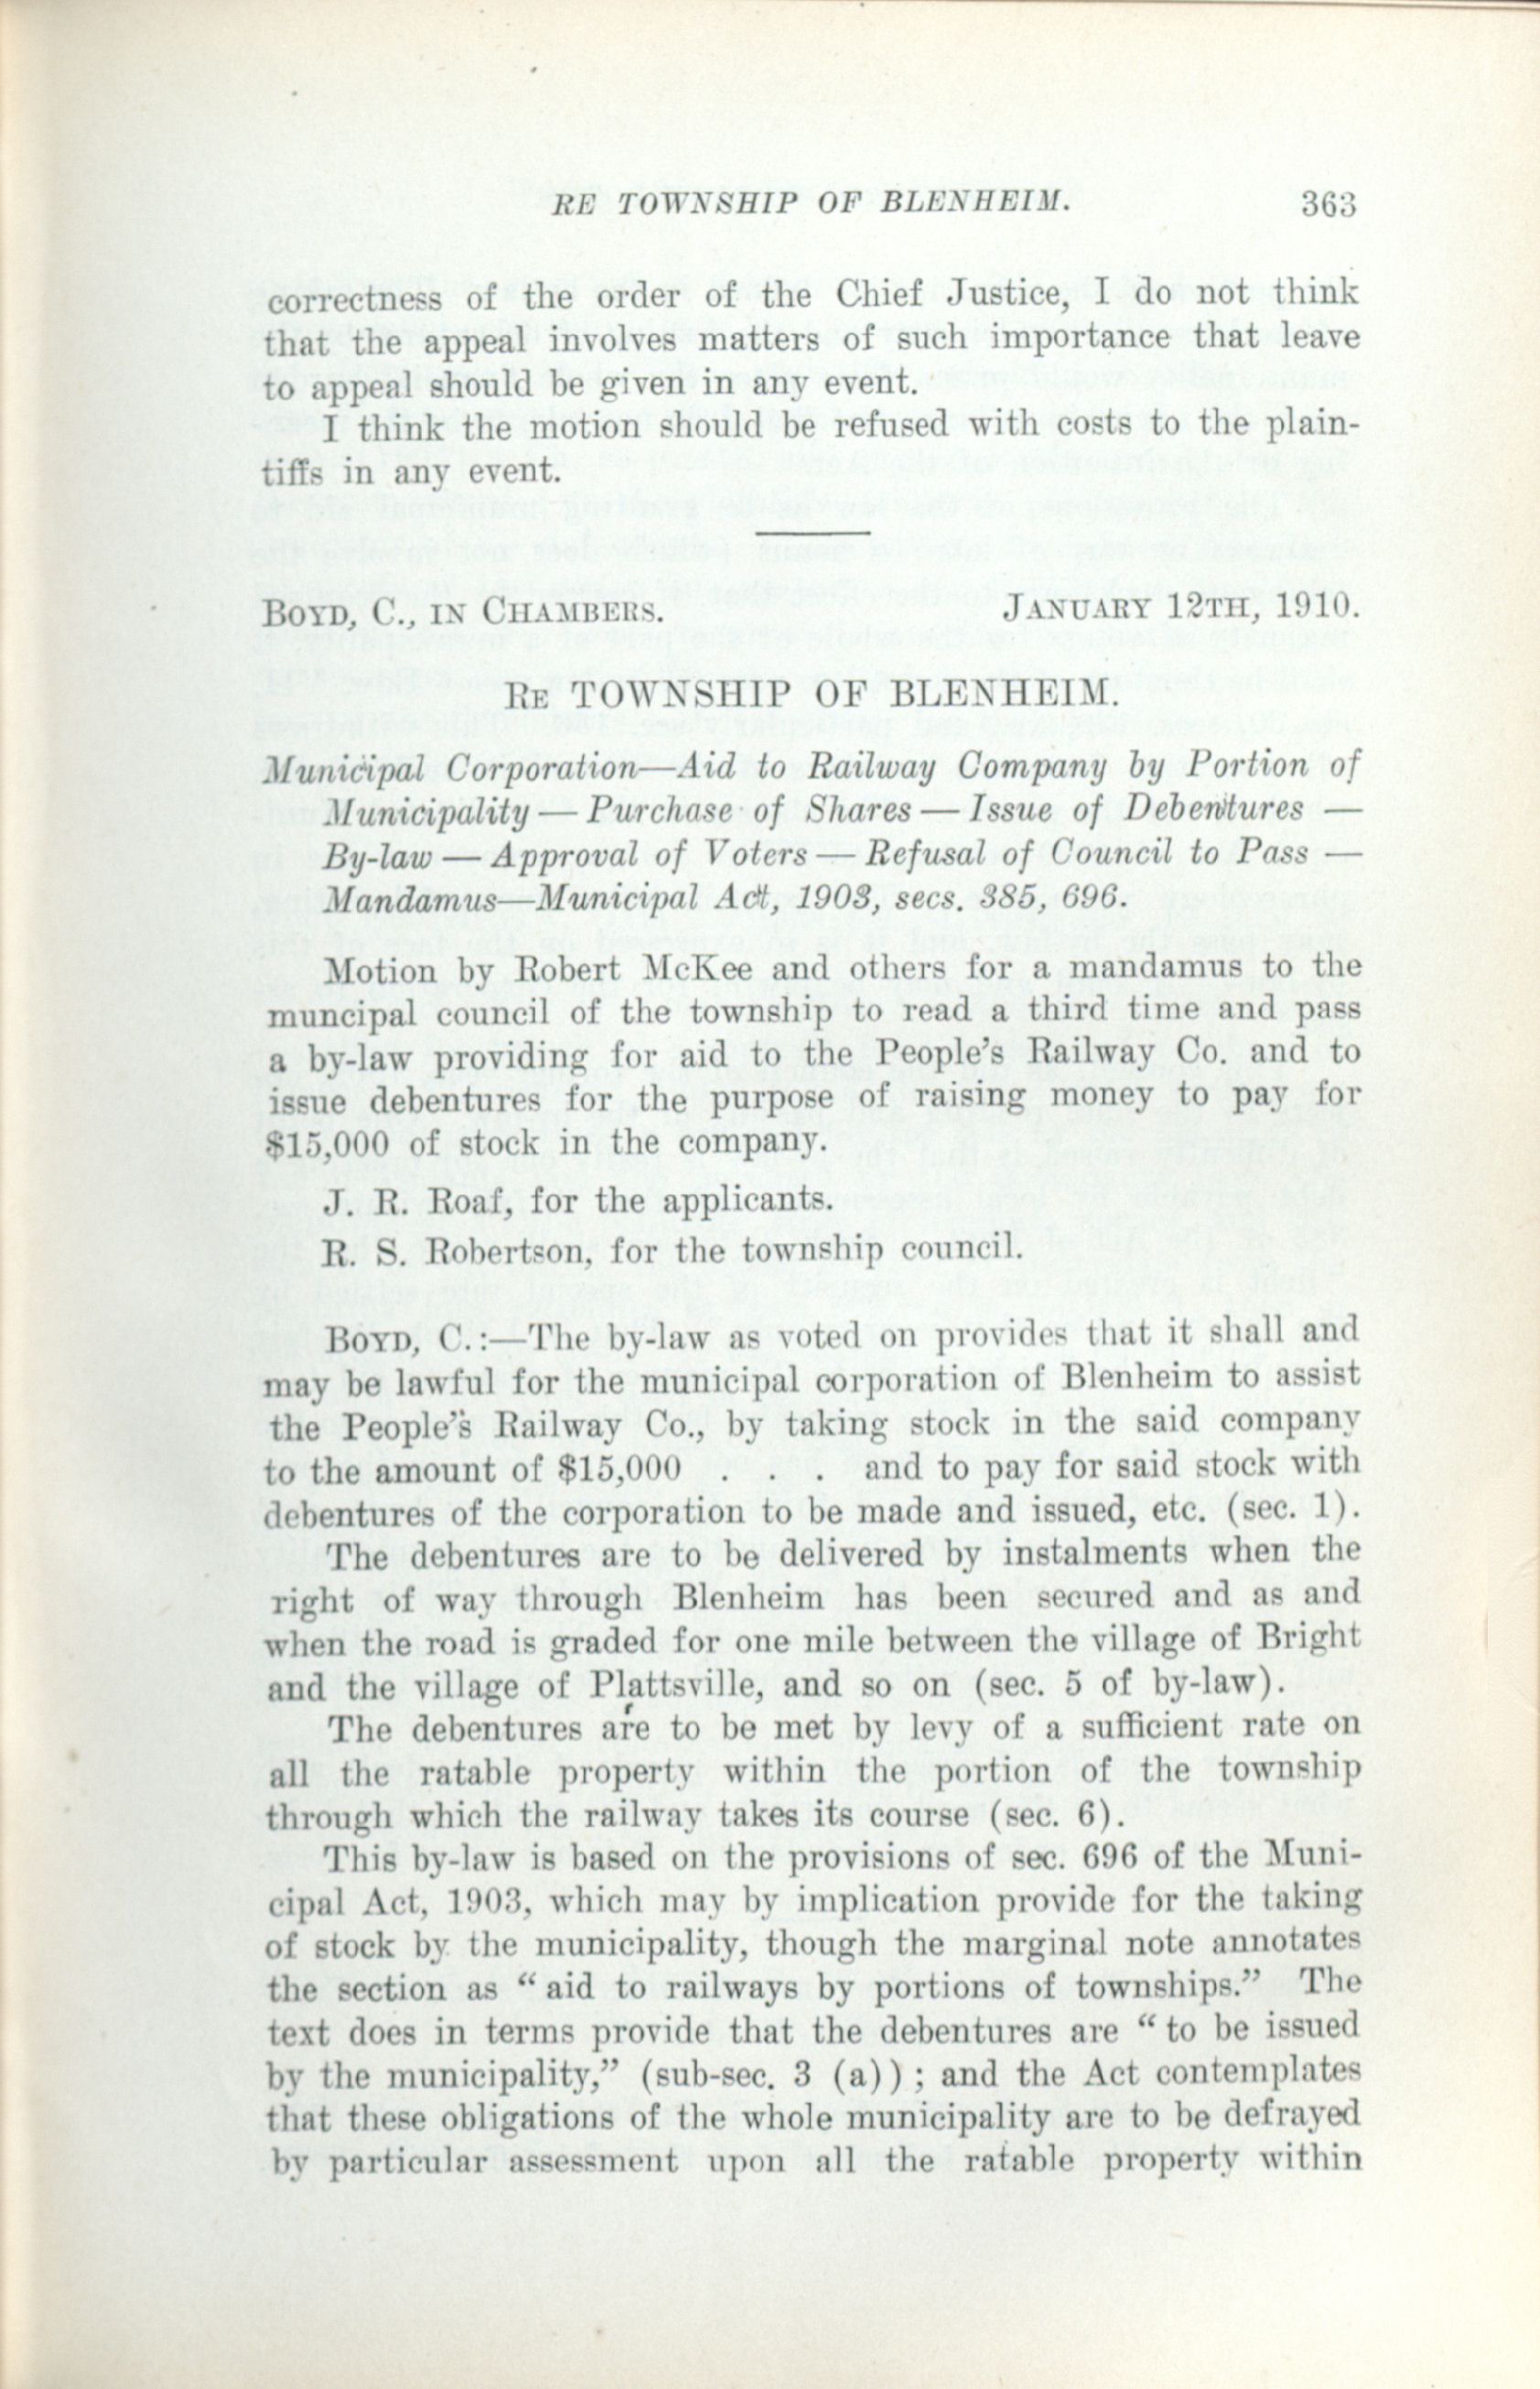 RE TOWNSHIP OF BLENHEIM. 363
correctness of the order of the Chief Justice, I do not think
that the appeal involves matters of such importance that leave
to appeal should be given in any event.
I think the motion should be refused with costs to the plain-
tiffs in any event.
BOYD, C., IN CHAMBERS. JANUARY 12TH, 1910.
RE TOWNSHIP OF BLENHEIM.
Municipal Corporation—Aid to Railway Company by Portion of
Municipality — Purchase of Shares — Issue of Debentures —
By-law — Approval of Voters — Refusal of Council to Pass —
Mandamus—Municipal Act, 1903, secs. 385, 696.
Motion by Robert McKee and others for a mandamus to the
muncipal council of the township to read a third time and pass
a by-law providing for aid to the People's Railway Co. and to
issue debentures for the purpose of raising money to pay for
$15,000 of stock in the company.
J. R. Roaf, for the applicants.
R. S. Robertson, for the township council.
BOYD, C.:—The by-law as voted on provides that it shall and
may be lawful for the municipal corporation of Blenheim to assist
the People's Railway Co., by taking stock in the said company
to the amount of $15,000 . . . and to pay for said stock with
debentures of the corporation to be made and issued, etc. (sec. 1).
The debentures are to be delivered by instalments when the
right of way through Blenheim has been secured and as and
when the road is graded for one mile between the village of Bright
and the village of Plattsville, and so on (sec. 5 of by-law).
The debentures are to be met by levy of a sufficient rate on
all the ratable property within the portion of the township
through which the railway takes its course (sec. 6).
This by-law is based on the provisions of sec. 696 of the Muni-
cipal Act, 1903, which may by implication provide for the taking
of stock by the municipality, though the marginal note annotates
the section as “ aid to railways by portions of townships.” The
text does in terms provide that the debentures are “ to be issued
by the municipality,” (sub-sec. 3 (a)) ; and the Act contemplates
that these obligations of the whole municipality are to be defrayed
by particular assessment upon all the ratable property within